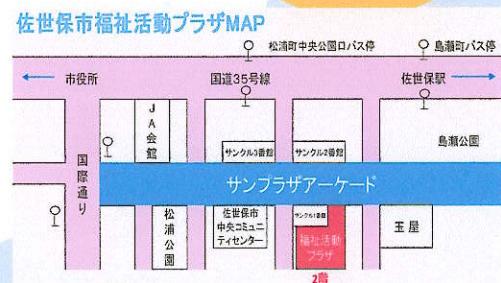 佐世保市福祉活動プラザMAP
松浦町中央公園口バス停
島瀬町バス停
市役所
国道35号線
佐世保駅
JA会館
サンクル3番館
サンクル2番館
島瀬公園
国際通り
サンプラザアーケード
松浦公園
佐世保市
中央コミュニ
ティセンター
サンクル1番館
福祉活動
プラザ
玉屋
2階